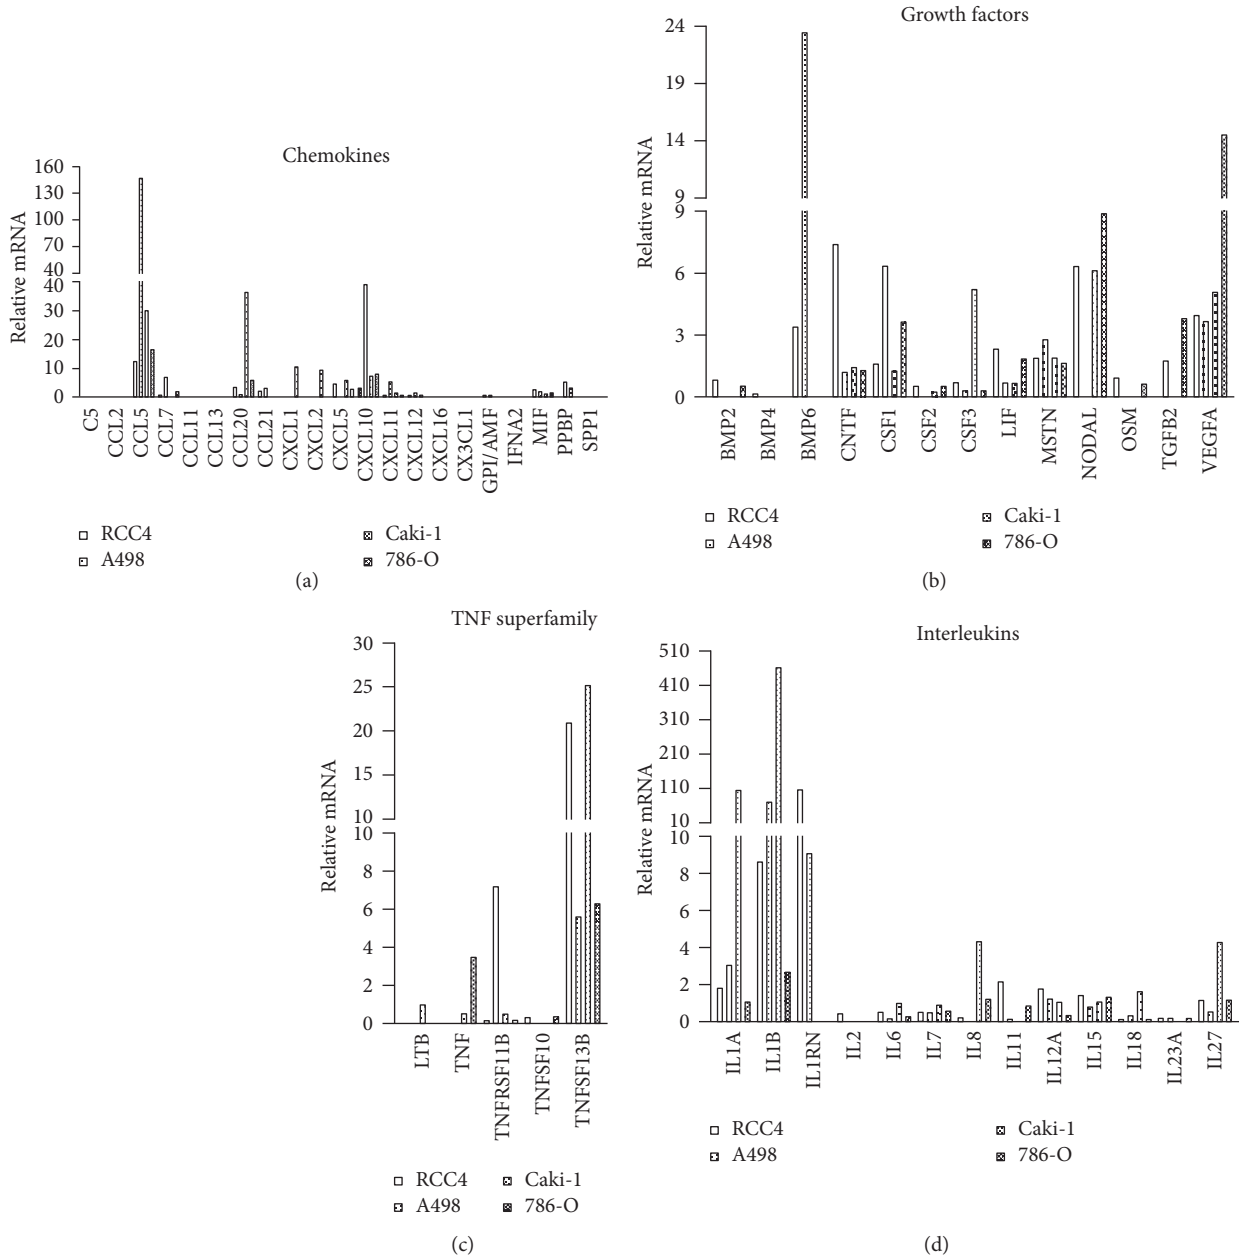 Chemokines
Relative mRNA
160
130
100
70
40
40
30
20
10
0
C5
CCL2
CCL5
CCL7
CCL11
CCL13
CCL20
CCL21
CXCL1
CXCL2
CXCL5
CXCL10
CXCL11
CXCL12
CXCL16
CX3CL1
GPI/AMF
IFNA2
MIF
PPBP
SPP1
RCC4
A498
Caki-1
786-O
(a)
Growth factors
Relative mRNA
24
19
14
9
9
6
3
0
BMP2
BMP4
BMP6
CNTF
CSF1
CSF2
CSF3
LIF
MSTN
NODAL
OSM
TGFB2
VEGFA
RCC4
A498
Caki-1
786-O
(b)
TNF superfamily
Relative mRNA
30
25
20
15
10
10
8
6
4
2
0
LTB
TNF
TNFRSF11B
TNFSF10
TNFSF13B
RCC4
A498
Caki-1
786-O
(c)
Interleukins
Relative mRNA
510
410
310
210
110
10
10
8
6
4
2
0
IL1A
IL1B
IL1RN
IL2
IL6
IL7
IL8
IL11
IL12A
IL15
IL18
IL23A
IL27
RCC4
A498
Caki-1
786-O
(d)